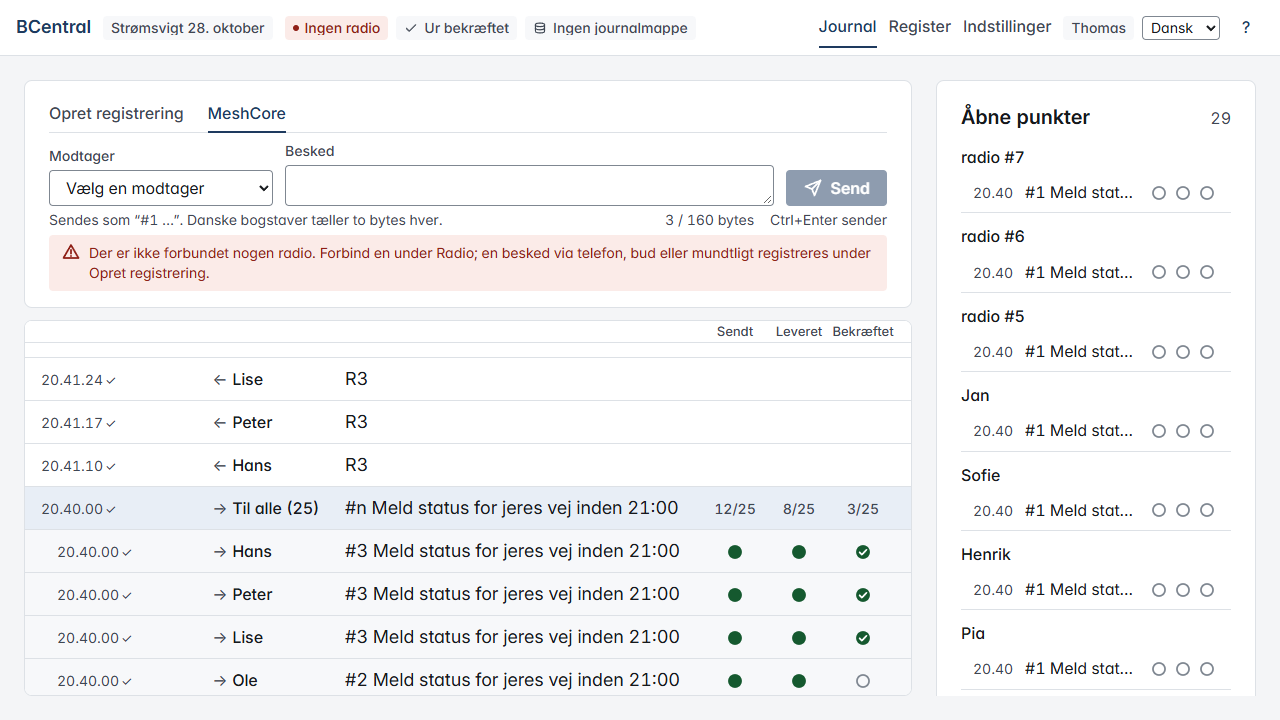 BCentral Strømsvigt 28. oktober Ingen radio Ur bekræftet Ingen journalmappe Journal Register Indstillinger Thomas Dansk ?
Opret registrering MeshCore
Modtager
Besked
Vælg en modtager
Send
Sendes som “#1 …”. Danske bogstaver tæller to bytes hver. 3 / 160 bytes Ctrl+Enter sender
Der er ikke forbundet nogen radio. Forbind en under Radio; en besked via telefon, bud eller mundtligt registreres under
Opret registrering.
Sendt Leveret Bekræftet
20.41.24 ← Lise R3
20.41.17 ← Peter R3
20.41.10 ← Hans R3
20.40.00 → Til alle (25) #n Meld status for jeres vej inden 21:00 12/25 8/25 3/25
20.40.00 → Hans #3 Meld status for jeres vej inden 21:00
20.40.00 → Peter #3 Meld status for jeres vej inden 21:00
20.40.00 → Lise #3 Meld status for jeres vej inden 21:00
20.40.00 → Ole #2 Meld status for jeres vej inden 21:00
Åbne punkter 29
radio #7
20.40 #1 Meld stat...
radio #6
20.40 #1 Meld stat...
radio #5
20.40 #1 Meld stat...
Jan
20.40 #1 Meld stat...
Sofie
20.40 #1 Meld stat...
Henrik
20.40 #1 Meld stat...
Pia
20.40 #1 Meld stat...